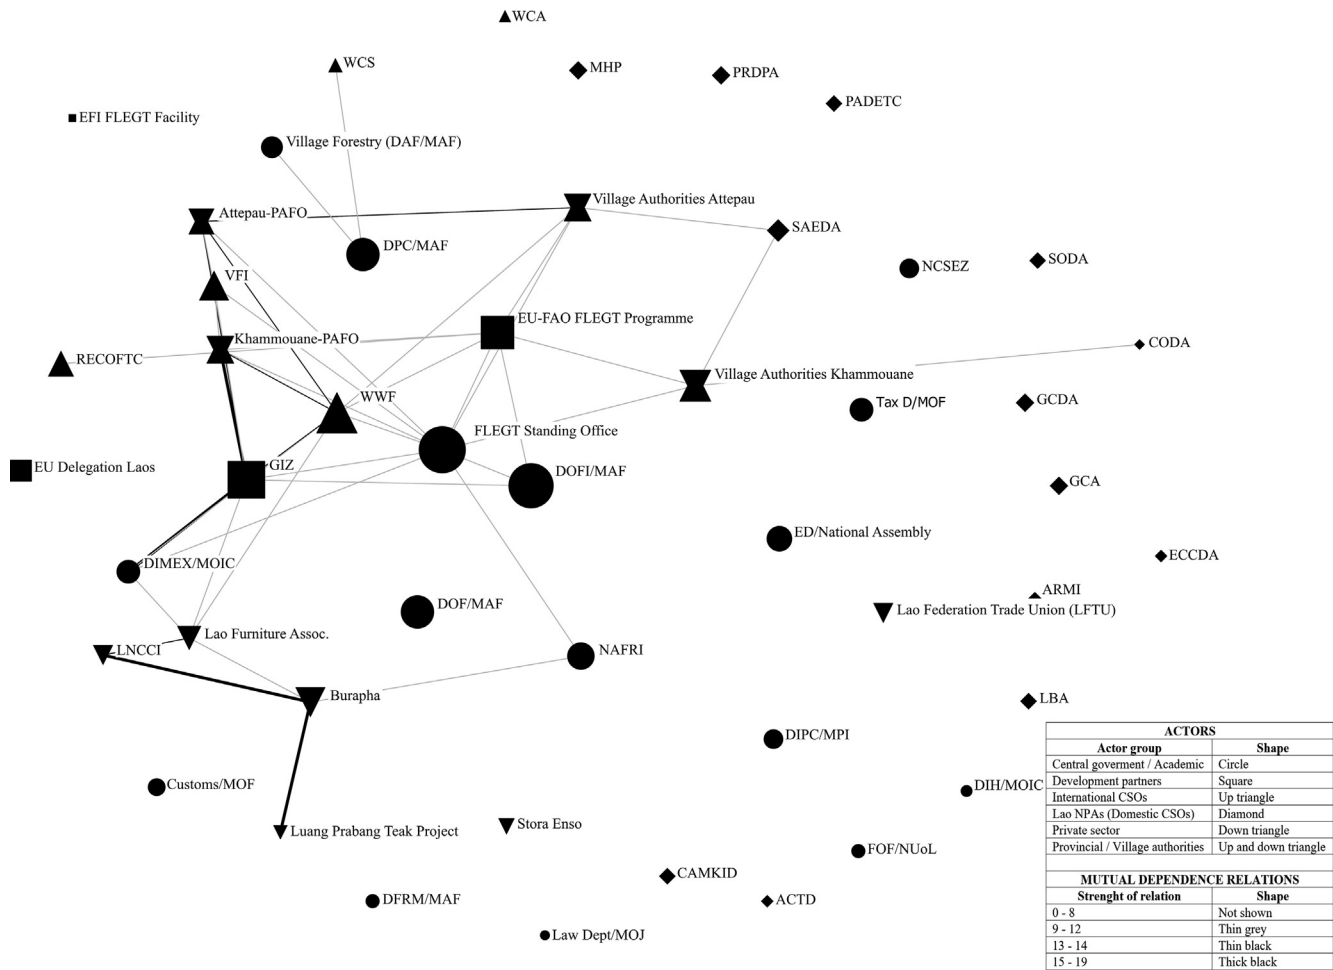 WCA
WCS
MHP
PRDPA
PADETC
EFI FLEGT Facility
Village Forestry (DAF/MAF)
Village Authorities Attepau
Attepau-PAFO
SAEDA
DPC/MAF
NCSEZ
SODA
VFI
EU-FAO FLEGT Programme
Khammouane-PAFO
CODA
RECOFTC
Village Authorities Khammouane
WWF
Tax D/MOF
GCDA
FLEGT Standing Office
EU Delegation Laos
GIZ
DOFI/MAF
GCA
ED/National Assembly
DIMEX/MOIC
ECCDA
ARMI
DOF/MAF
Lao Federation Trade Union (LFTU)
Lao Furniture Assoc.
LNCCI
NAFRI
Burapha
LBA
DIPC/MPI
Customs/MOF
DIH/MOIC
Luang Prabang Teak Project
Stora Enso
FOF/NUoL
CAMKID
DFRM/MAF
ACTD
Law Dept/MOJ
ACTORS
Actor group Shape
Central goverment / Academic Circle
Development partners Square
International CSOs Up triangle
Lao NPAs (Domestic CSOs) Diamond
Private sector Down triangle
Provincial / Village authorities Up and down triangle
MUTUAL DEPENDENCE RELATIONS
Strenght of relation Shape
0 - 8 Not shown
9 - 12 Thin grey
13 - 14 Thin black
15 - 19 Thick black